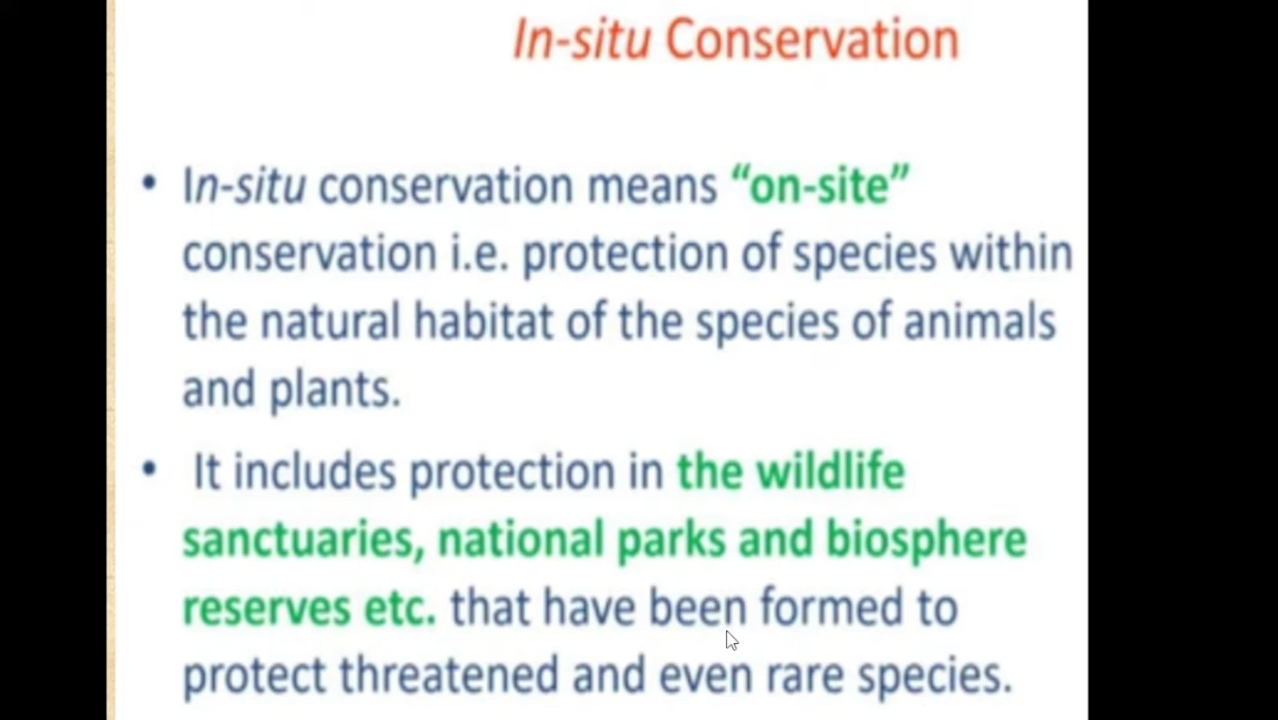 In-situ Conservation
• In-situ conservation means “on-site”
conservation i.e. protection of species within
the natural habitat of the species of animals
and plants.
• It includes protection in the wildlife
sanctuaries, national parks and biosphere
reserves etc. that have been formed to
protect threatened and even rare species.